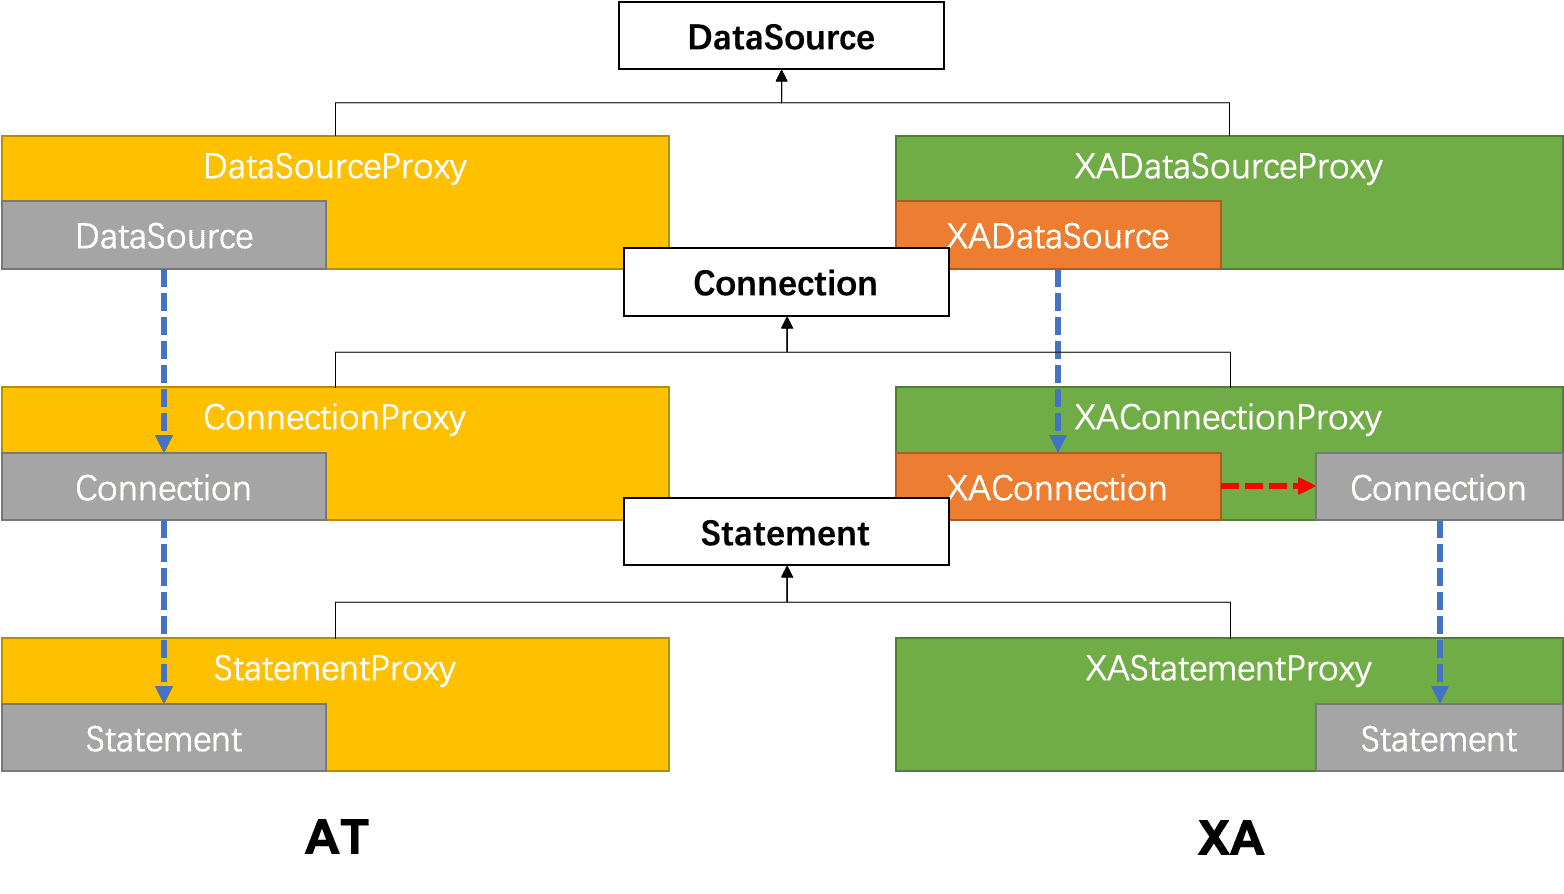 DataSource
DataSourceProxy
XADataSourceProxy
DataSource
XADataSource
Connection
ConnectionProxy
XAConnectionProxy
Connection
XAConnection
Connection
Statement
StatementProxy
XAStatementProxy
Statement
Statement
AT
XA